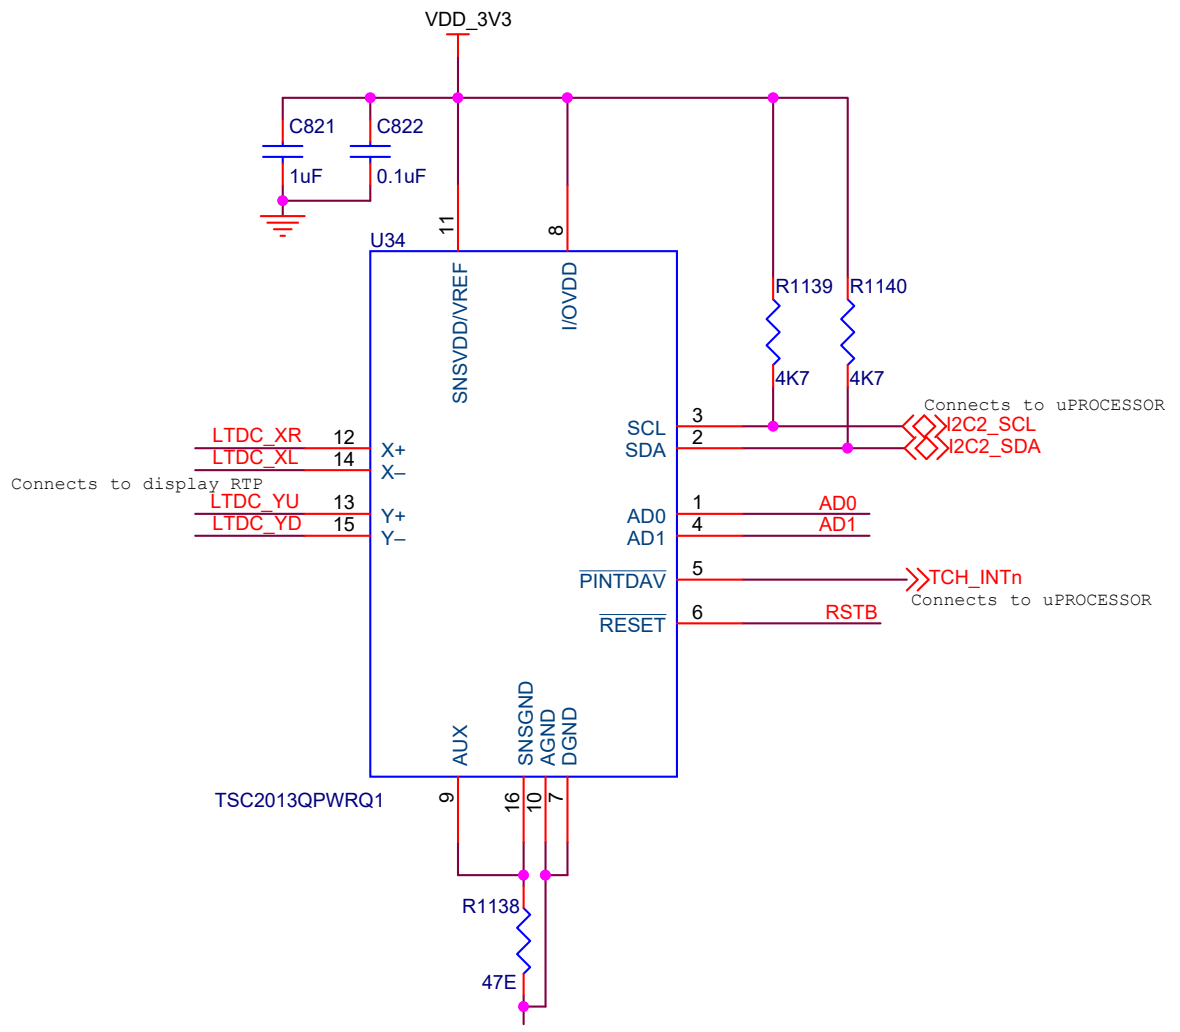 VDD_3V3
C821
C822
1uF
0.1uF
11
8
U34
SNSVDD/VREF
I/OVDD
R1139
R1140
4K7
4K7
Connects to uPROCESSOR
LTDC_XR
12
X+
SCL
3
I2C2_SCL
LTDC_XL
14
X–
SDA
2
I2C2_SDA
Connects to display RTP
LTDC_YU
13
Y+
AD0
1
AD0
LTDC_YD
15
Y–
AD1
4
AD1
PINTDAV
5
TCH_INTn
Connects to uPROCESSOR
RESET
6
RSTB
AUX
SNSGND
AGND
DGND
TSC2013QPWRQ1
9
16
10
7
R1138
47E